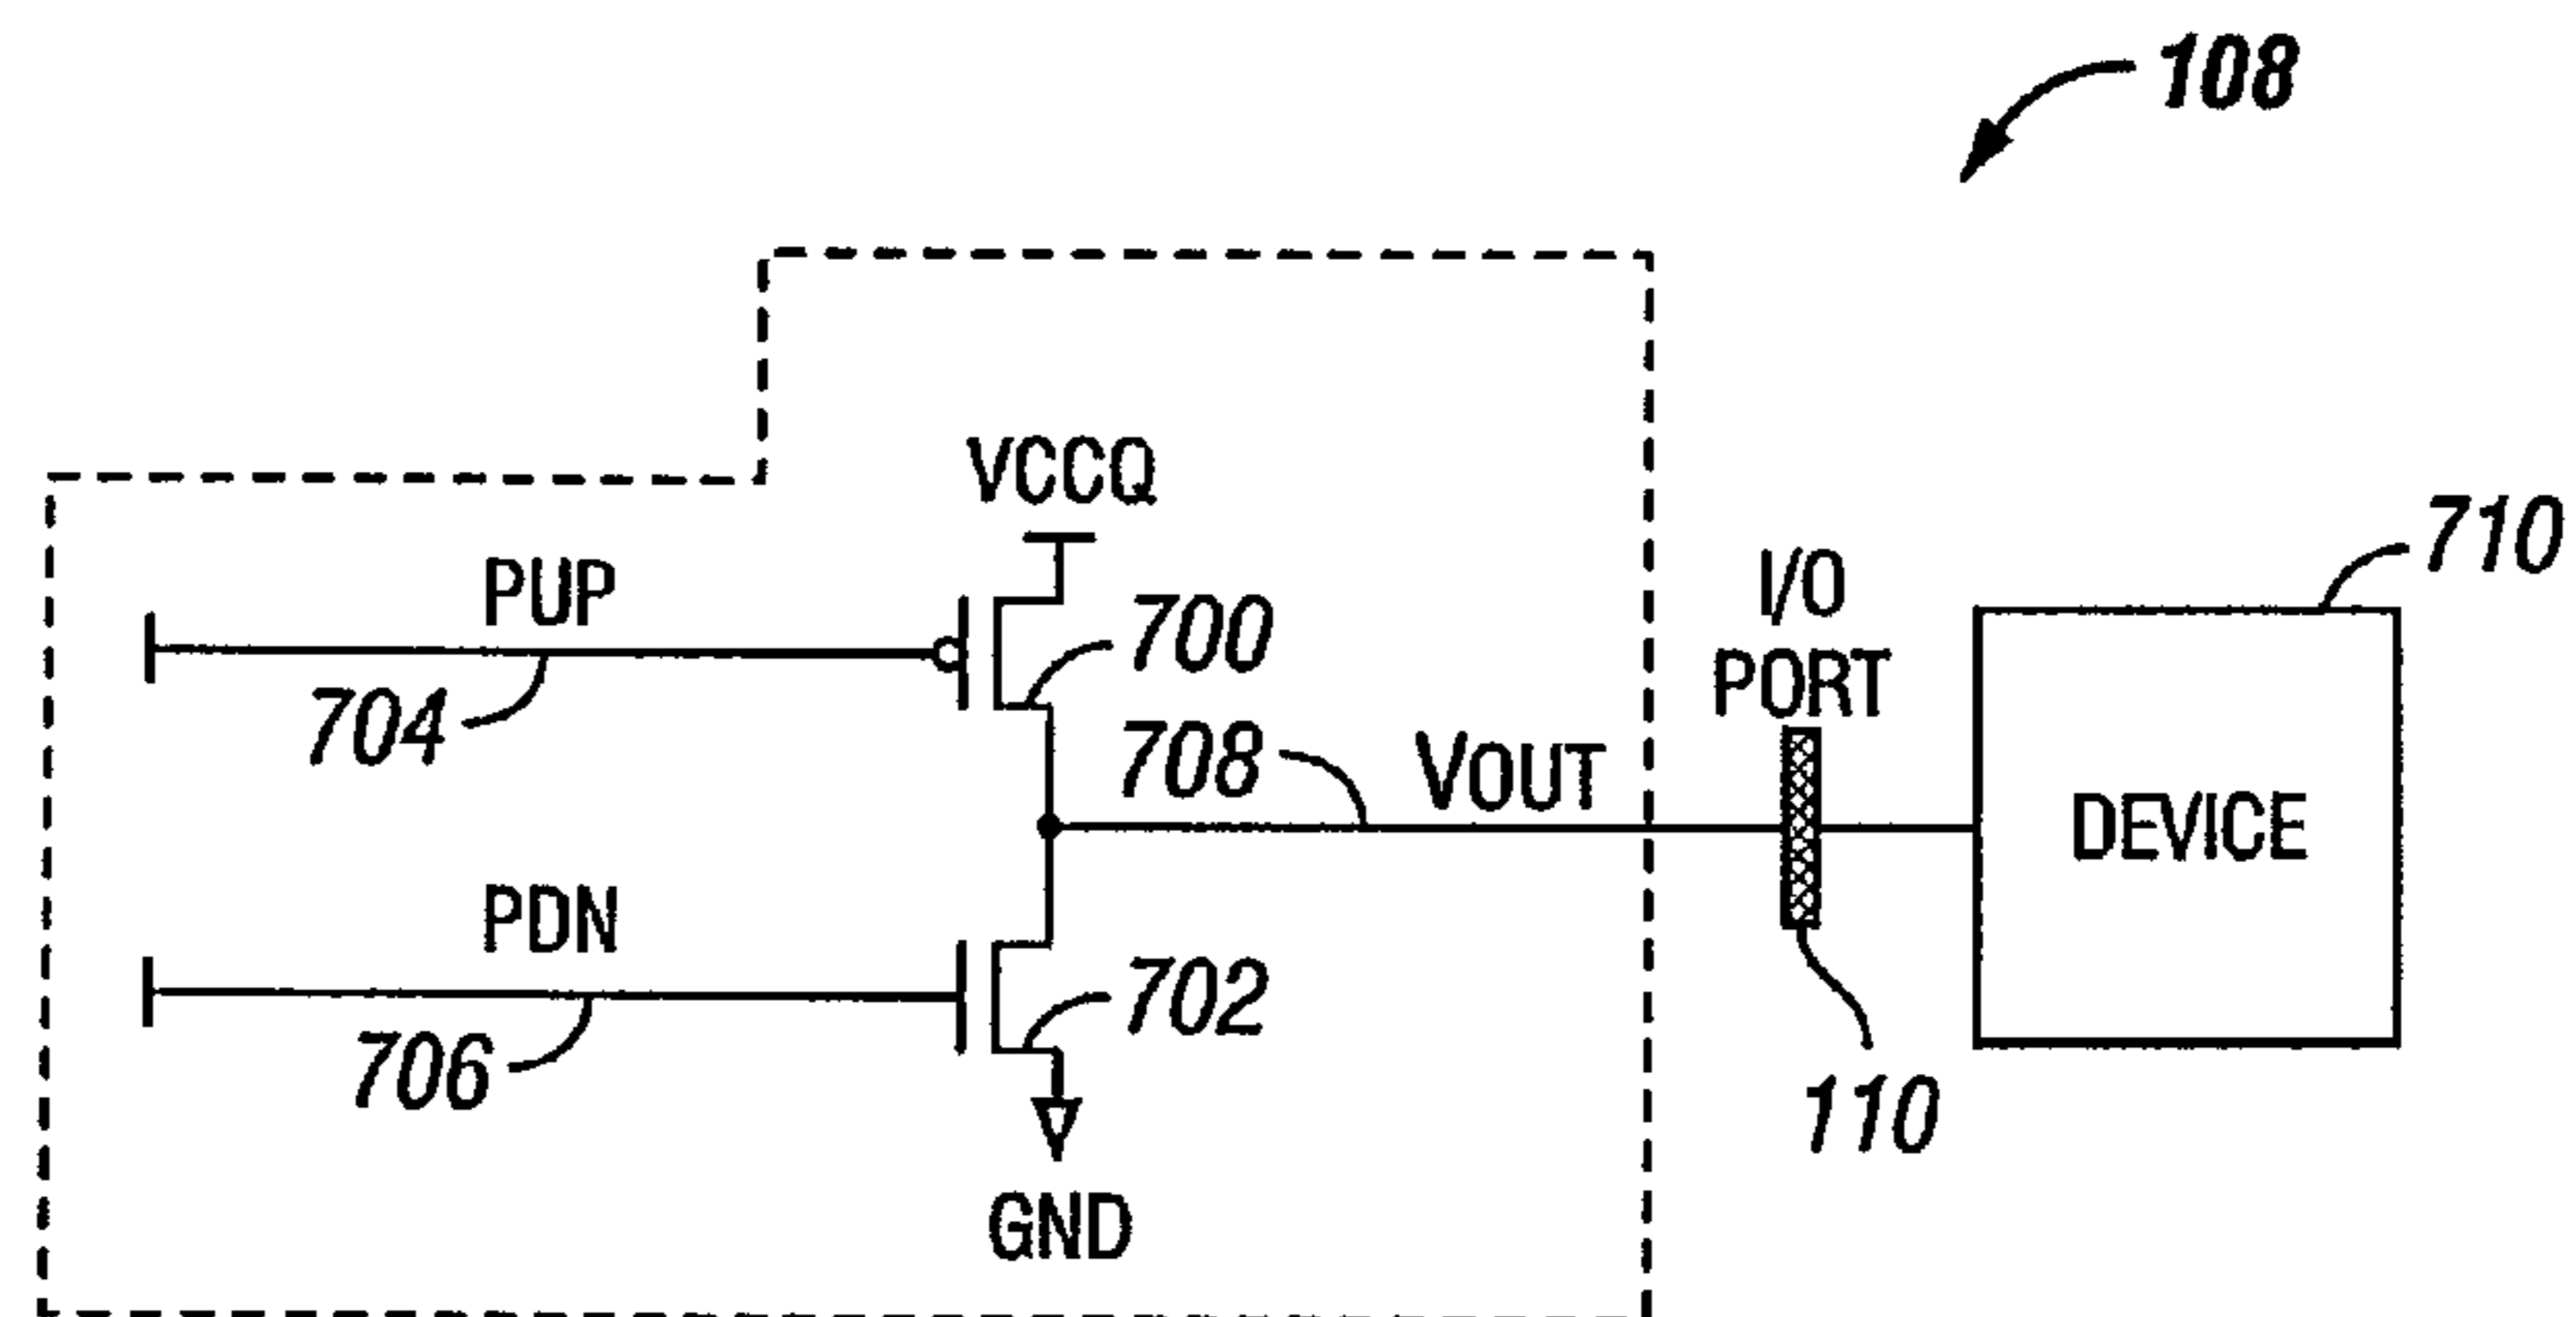 108
VCCQ
PUP
700
704
708
VOUT
I/O
PORT
710
DEVICE
PDN
702
706
110
GND